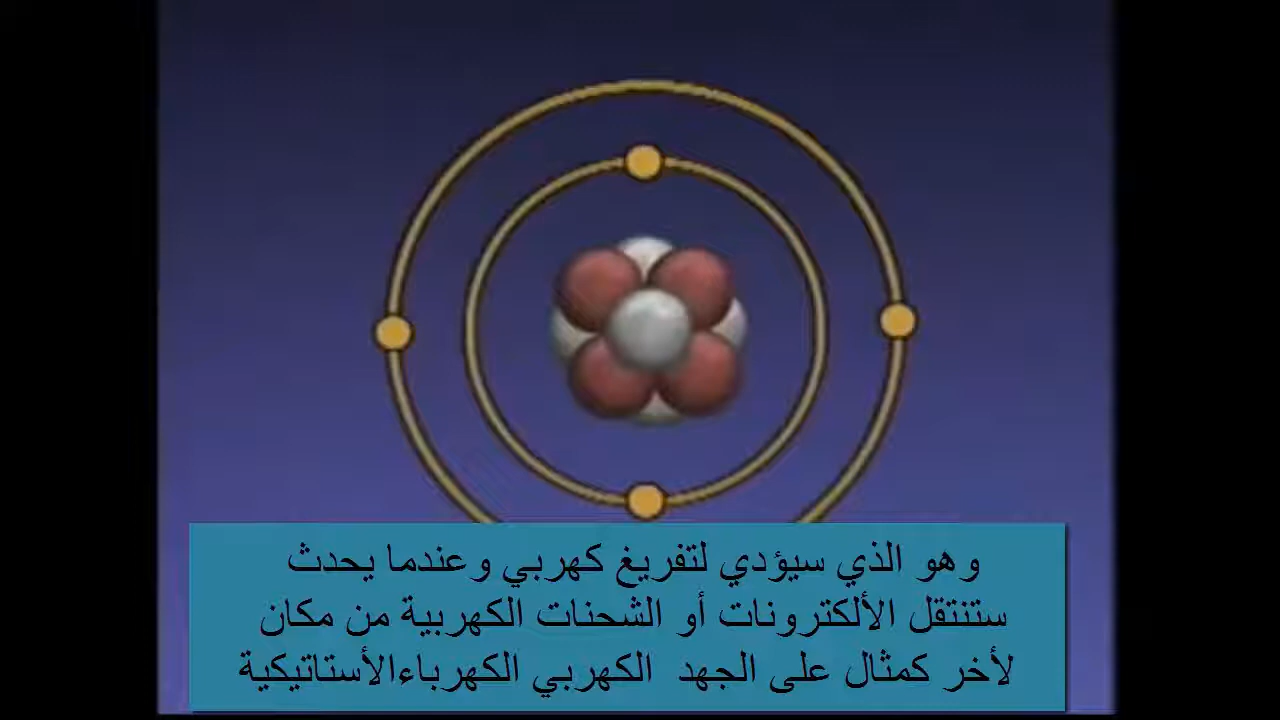 وهو الذي سيؤدي لتفريغ كهربي وعندما يحدث
ستنتقل الألكترونات أو الشحنات الكهربية من مكان
لأخر كمثال على الجهد الكهربي الكهرباءالأستاتيكية